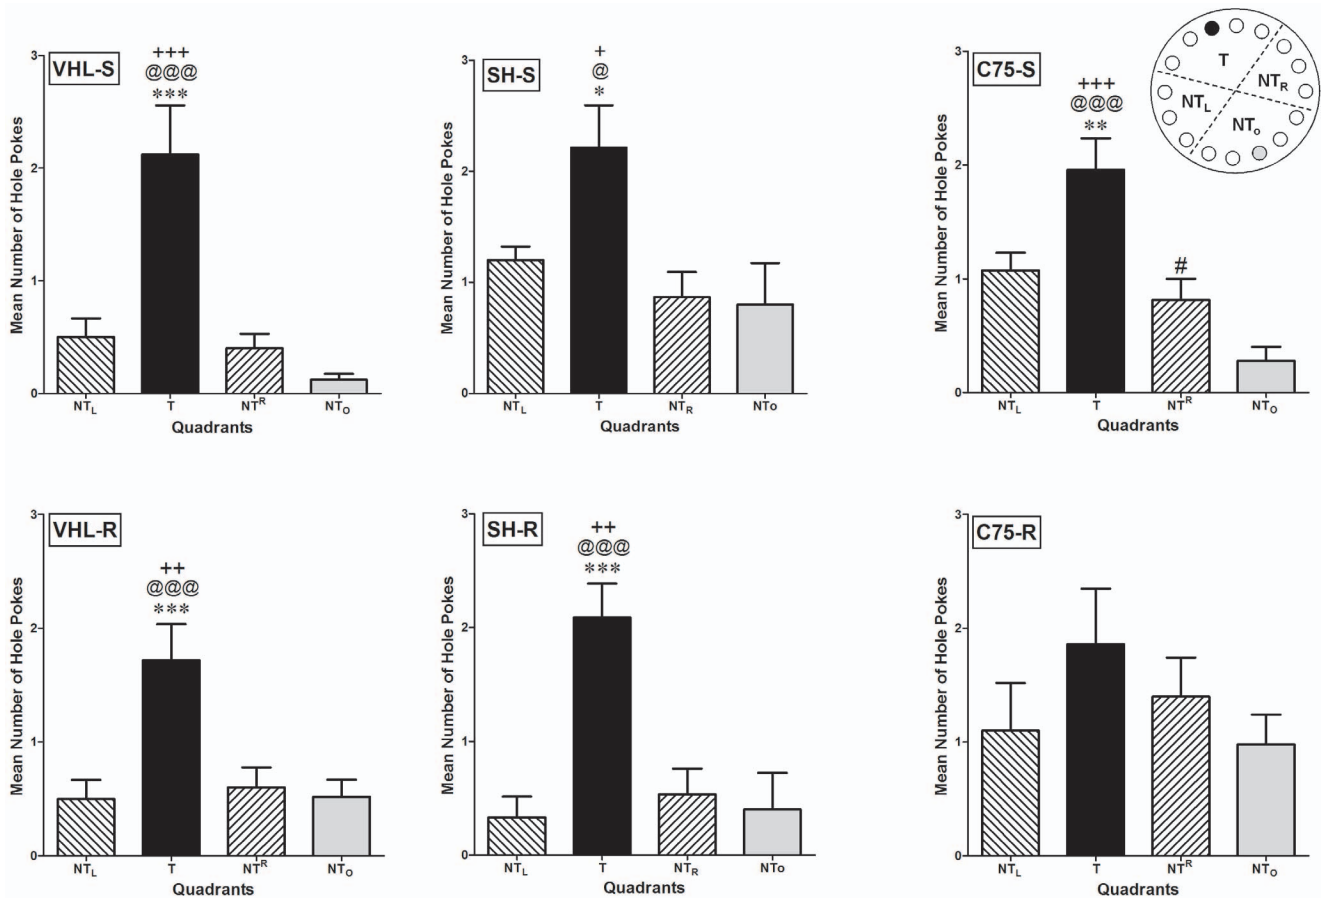 VHL-S
+++
@@@
***
Mean Number of Hole Pokes
3
2
1
0
NTL T NTR NTO
Quadrants
SH-S
+
@
*
Mean Number of Hole Pokes
3
2
1
0
NTL T NTR NTo
Quadrants
C75-S
+++
@@@
**
#
Mean Number of Hole Pokes
3
2
1
0
NTL T NTR NTO
Quadrants
T
NTR
NTL
NTo
VHL-R
++
@@@
***
Mean Number of Hole Pokes
3
2
1
0
NTL T NTR NTO
Quadrants
SH-R
++
@@@
***
Mean Number of Hole Pokes
3
2
1
0
NTL T NTR NTo
Quadrants
C75-R
Mean Number of Hole Pokes
3
2
1
0
NTL T NTR NTO
Quadrants